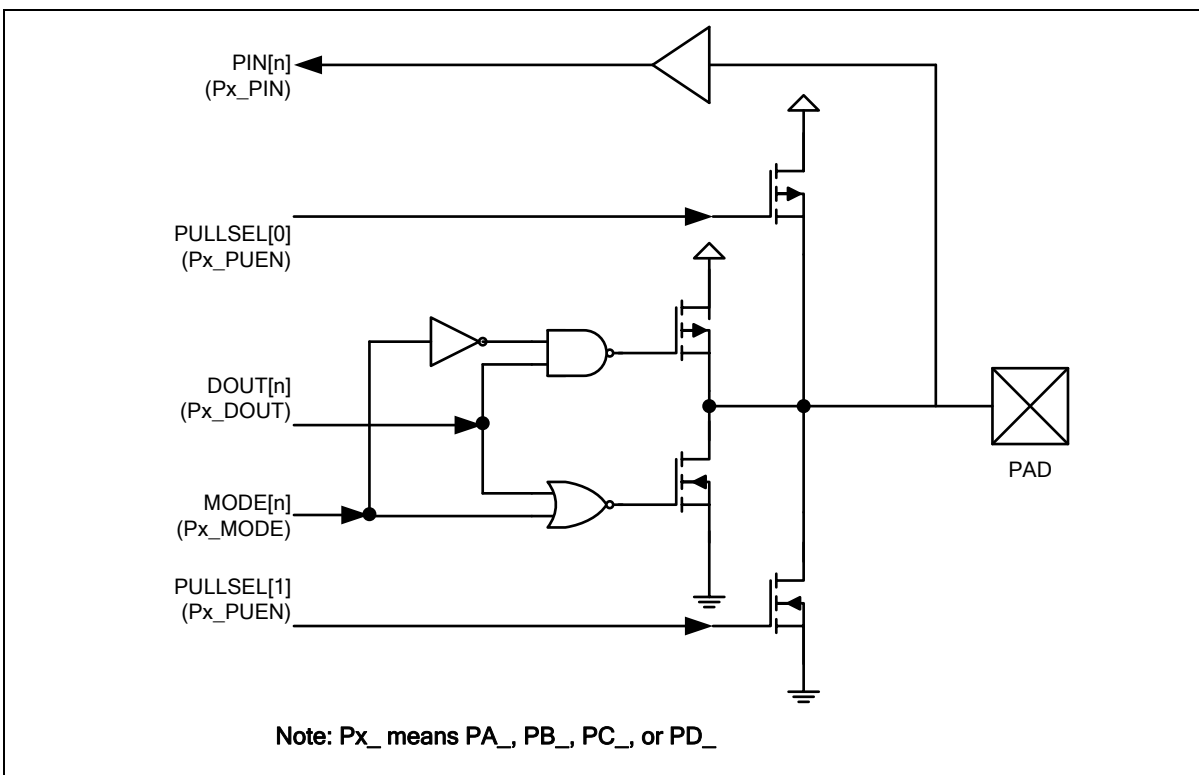 PIN[n]
(Px_PIN)
PULLSEL[0]
(Px_PUEN)
DOUT[n]
(Px_DOUT)
MODE[n]
(Px_MODE)
PULLSEL[1]
(Px_PUEN)
PAD
Note: Px_ means PA_, PB_, PC_, or PD_